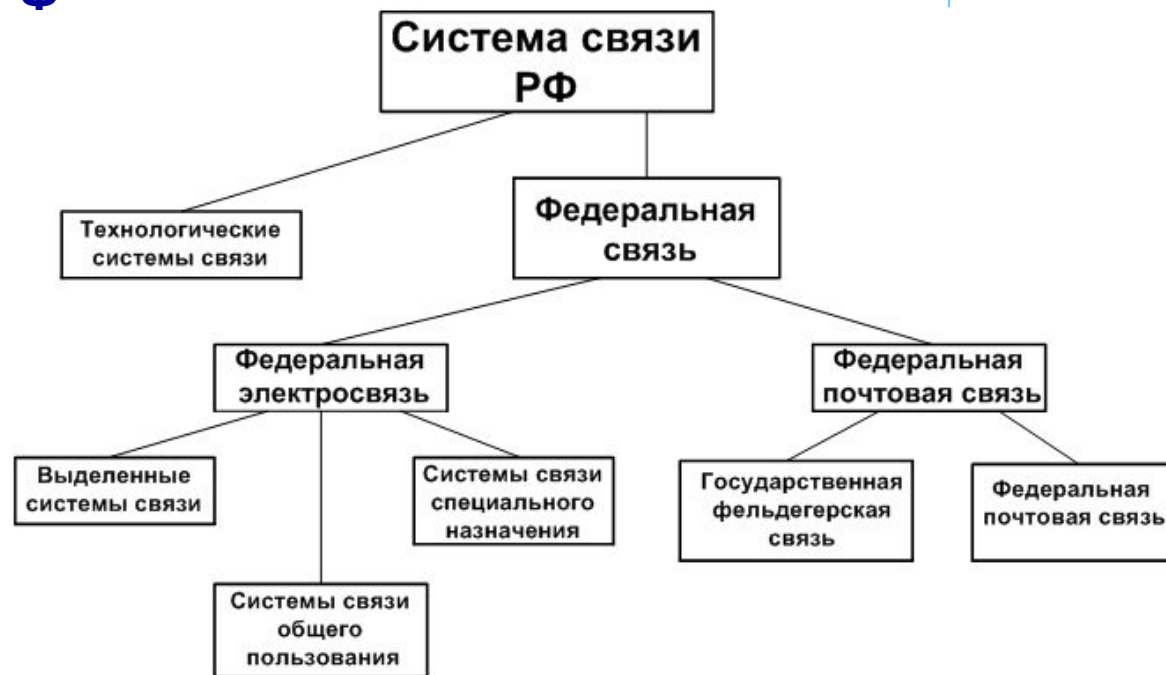 Ф
Система связи
РФ
Технологические
системы связи
Федеральная
связь
Федеральная
электросвязь
Федеральная
почтовая связь
Выделенные
системы связи
Системы связи
специального
назначения
Государственная
фельдегерская
связь
Федеральная
почтовая связь
Системы связи
общего
пользования